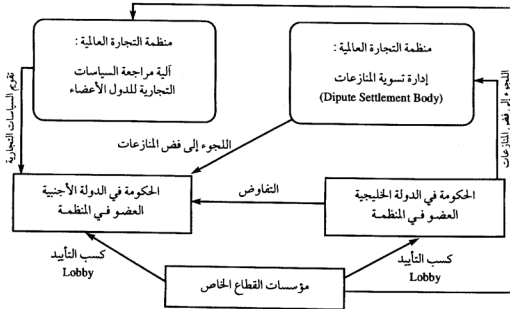 منظمة التجارة العالمية :
إدارة تسوية المنازعات
(Dipute Settlement Body)
منظمة التجارة العالمية :
آلية مراجعة السياسات
التجارية للدول الأعضاء
تقويم السياسات التجارية
اللجوء إلى فض المنازعات
اللجوء إلى فض المنازعات
الحكومة في الدولة الخليجية
العضو في المنظمة
التفاوض
الحكومة في الدولة الأجنبية
العضو في المنظمة
كسب التأييد
Lobby
كسب التأييد
Lobby
مؤسسات القطاع الخاص